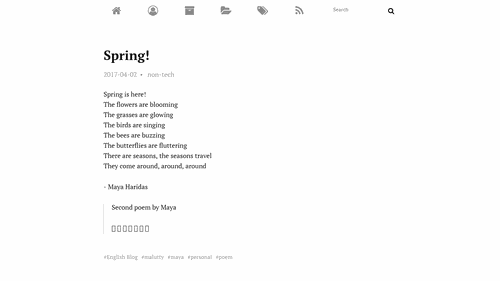 Search
Spring!
2017-04-02 • non-tech
Spring is here!
The flowers are blooming
The grasses are glowing
The birds are singing
The bees are buzzing
The butterflies are fluttering
There are seasons, the seasons travel
They come around, around, around
- Maya Haridas
Second poem by Maya
#English Blog #malutty #maya #personal #poem